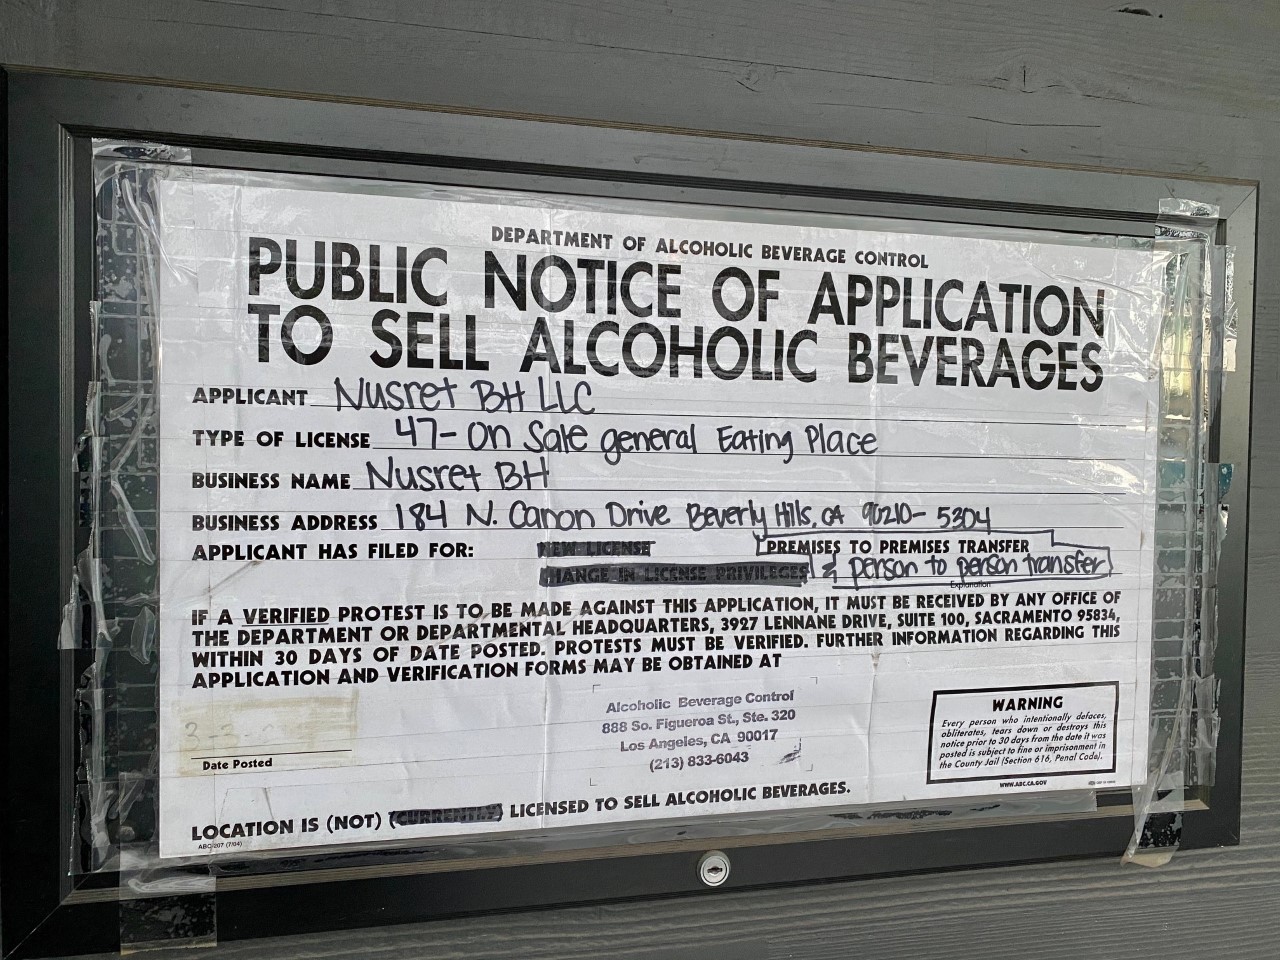 DEPARTMENT OF ALCOHOLIC BEVERAGE CONTROL
PUBLIC NOTICE OF APPLICATION
TO SELL ALCOHOLIC BEVERAGES
APPLICANT Nusret BH LLC
TYPE OF LICENSE 47- On Sale general Eating Place
BUSINESS NAME Nusret BH
BUSINESS ADDRESS 184 N. Canon Drive Beverly Hills, CA 90210- 5304
APPLICANT HAS FILED FOR: NEW LICENSE PREMISES TO PREMISES TRANSFER
CHANGE IN LICENSE PRIVILEGES & person to person transfer
Explanation
IF A VERIFIED PROTEST IS TO BE MADE AGAINST THIS APPLICATION, IT MUST BE RECEIVED BY ANY OFFICE OF
THE DEPARTMENT OR DEPARTMENTAL HEADQUARTERS, 3927 LENNANE DRIVE, SUITE 100, SACRAMENTO 95834,
WITHIN 30 DAYS OF DATE POSTED. PROTESTS MUST BE VERIFIED. FURTHER INFORMATION REGARDING THIS
APPLICATION AND VERIFICATION FORMS MAY BE OBTAINED AT
Alcoholic Beverage Control
888 So. Figueroa St., Ste. 320
Los Angeles, CA 90017
(213) 833-6043
Date Posted
WARNING
Every person who intentionally defaces,
obliterates, tears down or destroys this
notice prior to 30 days from the date it was
posted is subject to fine or imprisonment in
the County Jail (Section 616, Penal Code).
WWW.ABC.CA.GOV
LOCATION IS (NOT) (CURRENTLY) LICENSED TO SELL ALCOHOLIC BEVERAGES.
ABC-207 (7/04)